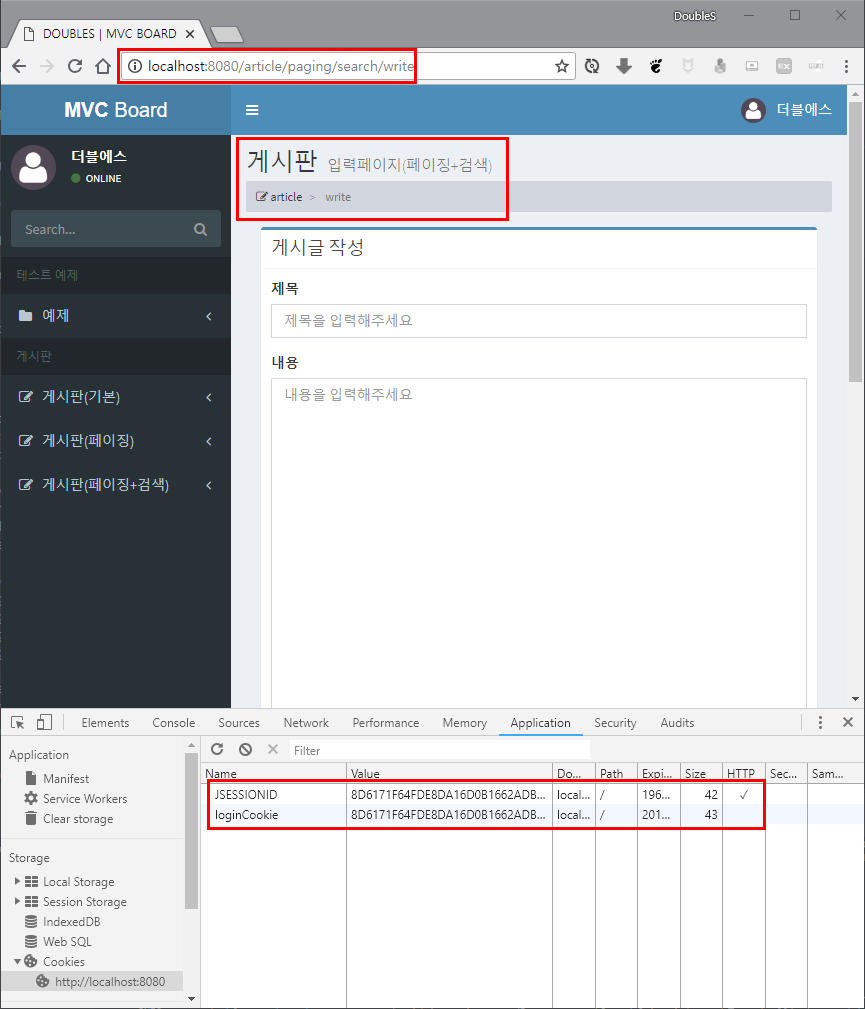 DoubleS
DOUBLES | MVC BOARD
localhost:8080/article/paging/search/write
MVC Board
더블에스
더블에스
ONLINE
Search...
테스트 예제
예제
게시판
게시판(기본)
게시판(페이징)
게시판(페이징+검색)
게시판 입력페이지(페이징+검색)
article > write
게시글 작성
제목
제목을 입력해주세요
내용
내용을 입력해주세요
Elements Console Sources Network Performance Memory Application Security Audits
Application
Manifest
Service Workers
Clear storage
Storage
Local Storage
Session Storage
IndexedDB
Web SQL
Cookies
http://localhost:8080
Filter
Name Value Do... Path Expi... Size HTTP Sec... Sam...
JSESSIONID 8D6171F64FDE8DA16D0B1662ADB... local... / 196... 42 ✓
loginCookie 8D6171F64FDE8DA16D0B1662ADB... local... / 201... 43